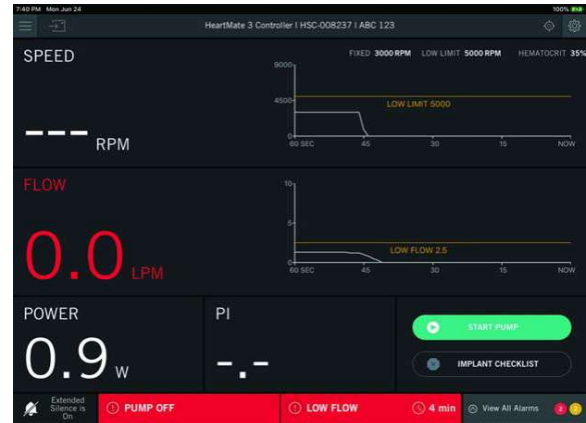 7:40 PM Mon Jun 24
100%
HeartMate 3 Controller I HSC-008237 I ABC 123
SPEED
FIXED 3000 RPM LOW LIMIT 5000 RPM HEMATOCRIT 35%
9000
4500
0
LOW LIMIT 5000
60 SEC 45 30 15 NOW
--- RPM
FLOW
10
5
0
LOW FLOW 2.5
60 SEC 45 30 15 NOW
0.0 LPM
POWER
0.9 W
PI
-.-
START PUMP
IMPLANT CHECKLIST
Extended
Silence is
On
PUMP OFF
LOW FLOW
4 min
View All Alarms